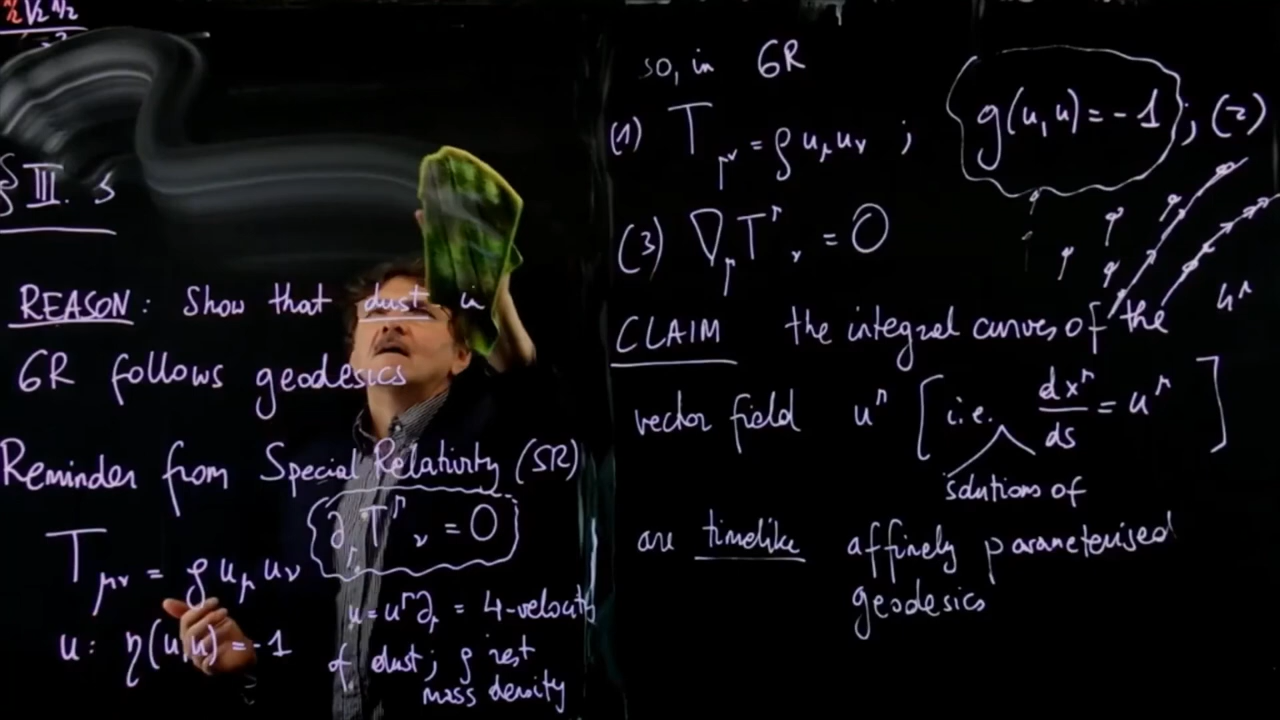 § III. 3
REASON: Show that dust in
GR follows geodesics
Reminder from Special Relativity (SR)
∂_μ T^μ_ν = 0
T_μν = ρ u_μ u_ν
u = u^μ ∂_μ = 4-velocity
u: η(u,u) = -1
of dust; ρ rest
mass density
so, in GR
(1) T_μν = ρ u_μ u_ν ; g(u,u) = -1 ; (2)
(3) ∇_μ T^μ_ν = 0
u^μ
CLAIM the integral curves of the
vector field u^μ [i.e. dx^μ/ds = u^μ]
solutions of
are timelike affinely parameterised
geodesics